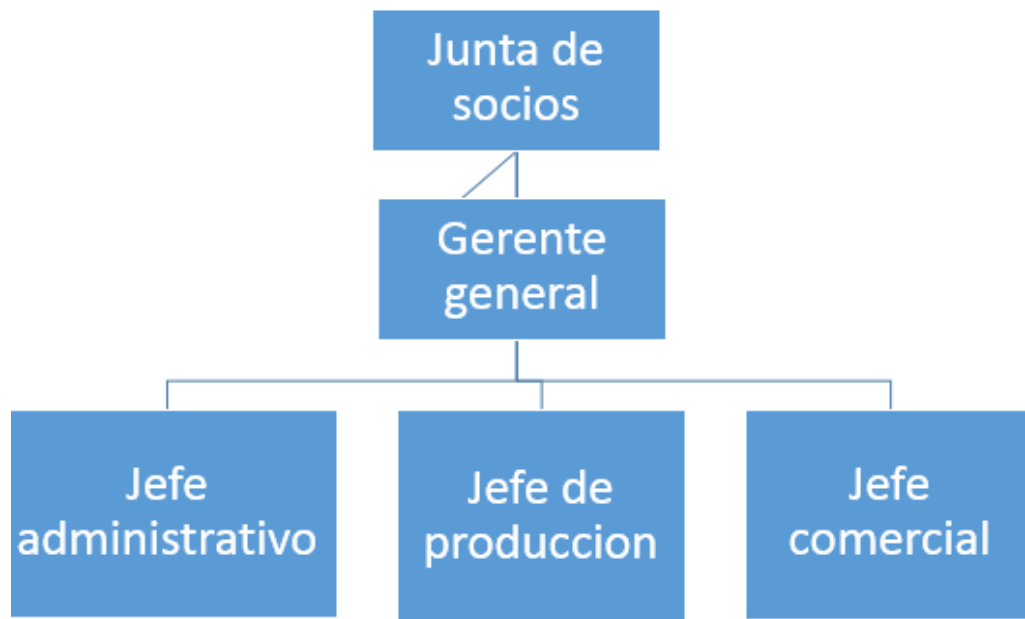 Junta de
socios
Gerente
general
Jefe
administrativo
Jefe de
produccion
Jefe
comercial